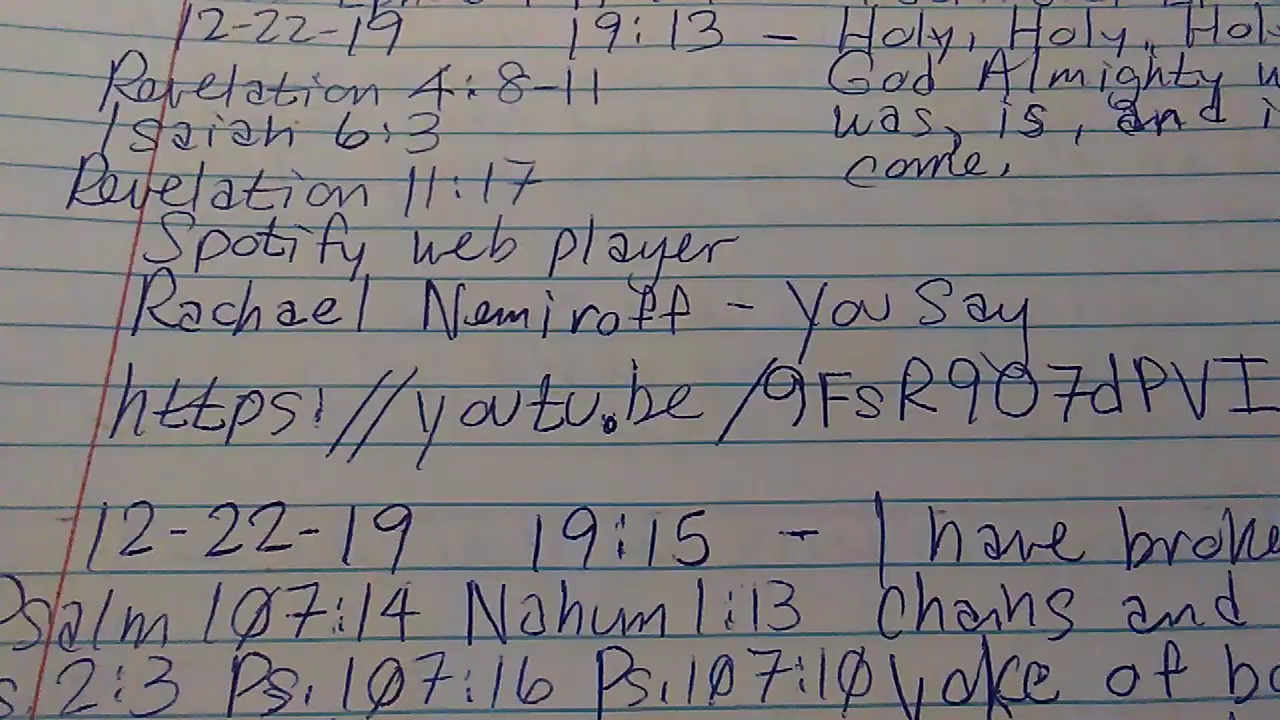 12-22-19 19:13 - Holy, Holy, Hol
Revelation 4:8-11 God Almighty w
Isaiah 6:3 was, is, and i
Revelation 11:17 come.
Spotify web player
Rachael Nemiroff - You Say
https://youtu.be/9FsR9O7dPVI
12-22-19 19:15 - I have broke
Psalm 107:14 Nahum 1:13 chains and
s 2:3 Ps. 107:16 Ps. 107:10 yoke of bo